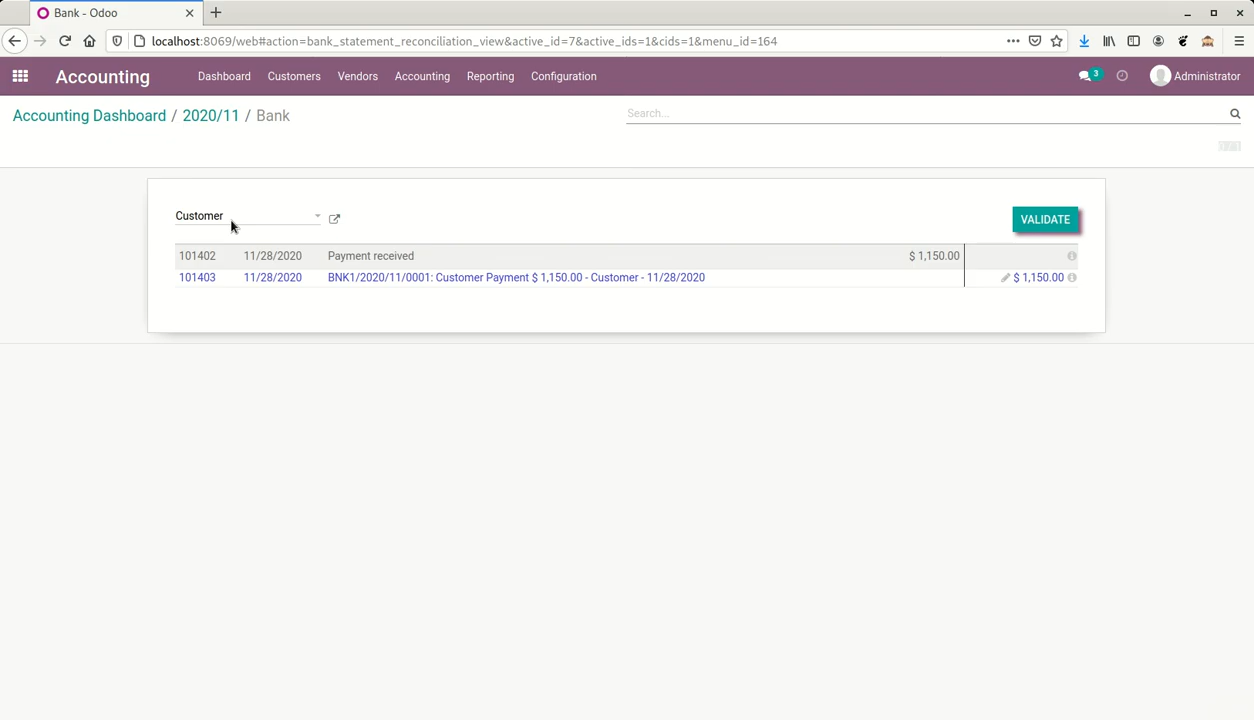 Bank - Odoo
localhost:8069/web#action=bank_statement_reconciliation_view&active_id=7&active_ids=1&cids=1&menu_id=164
Accounting Dashboard Customers Vendors Accounting Reporting Configuration 3 Administrator
Accounting Dashboard / 2020/11 / Bank Search...
Customer VALIDATE
101402 11/28/2020 Payment received $ 1,150.00
101403 11/28/2020 BNK1/2020/11/0001: Customer Payment $ 1,150.00 - Customer - 11/28/2020 $ 1,150.00